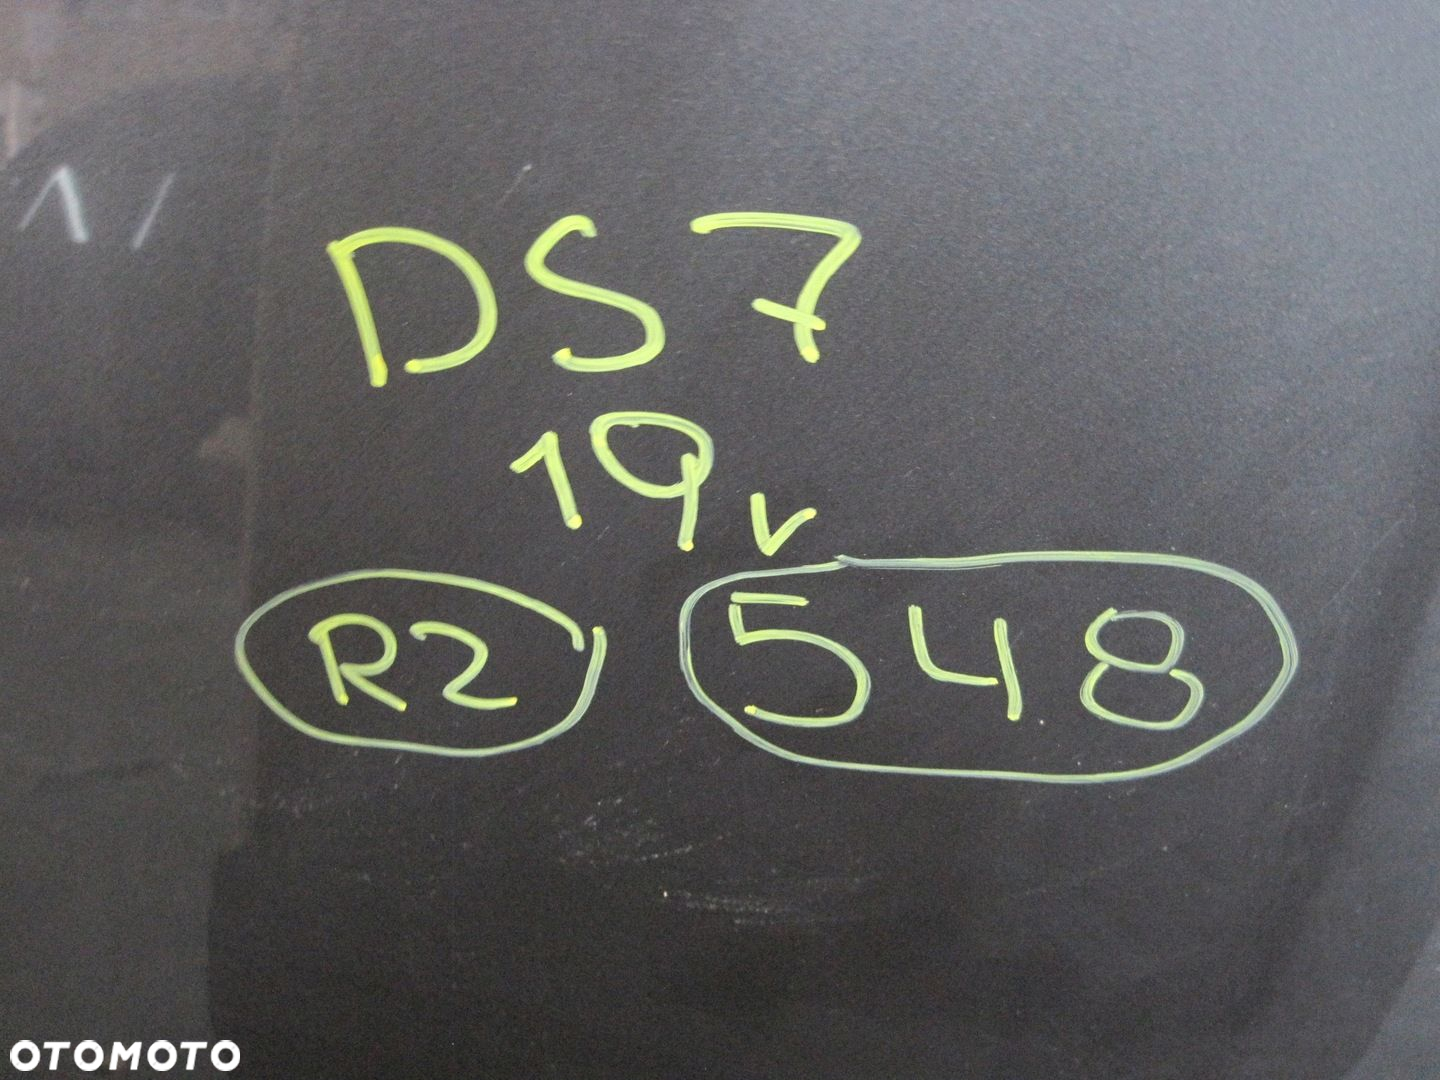 DS7
19v
R2 548
OTOMOTO